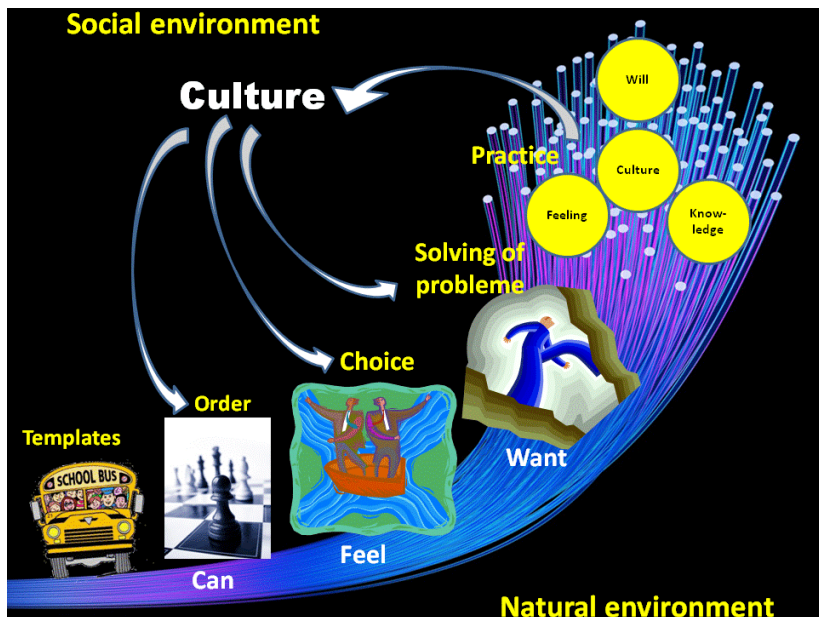 Social environment
Culture
Will
Practice
Culture
Feeling
Know-
ledge
Solving of
probleme
Choice
Order
Templates
SCHOOL BUS
Want
Feel
Can
Natural environment